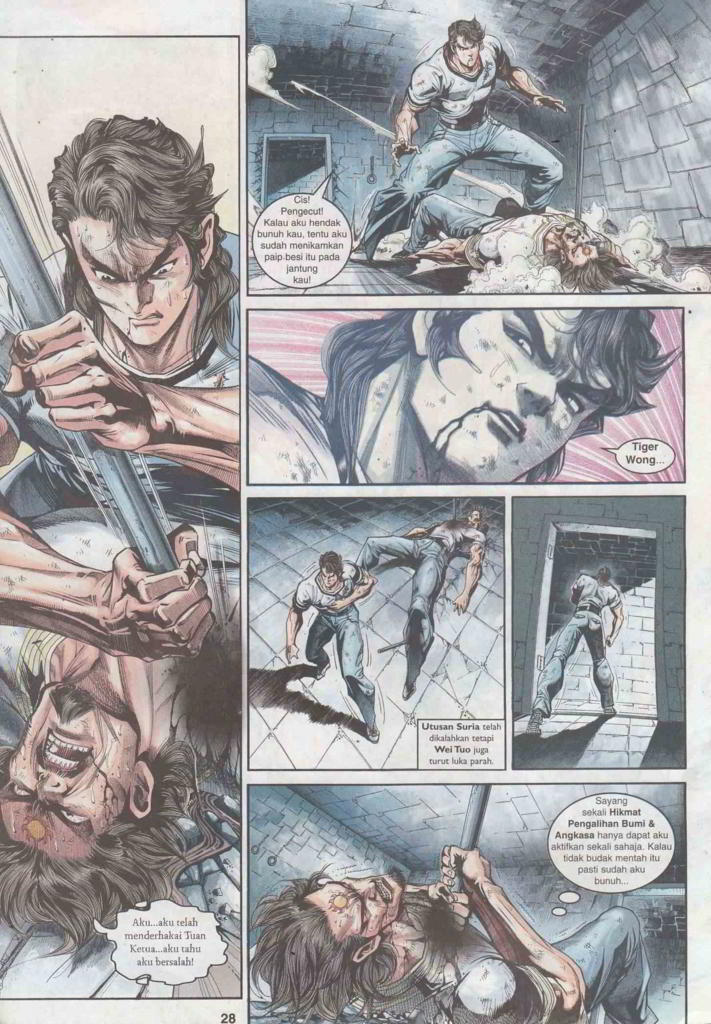 Cis!
Pengecut!
Kalau aku hendak
bunuh kau, tentu aku
sudah menikamkan
paip besi itu pada
jantung
kau!
Tiger
Wong...
Utusan Suria telah
dikalahkan tetapi
Wei Tuo juga
turut luka parah.
Sayang
sekali Hikmat
Pengalihan Bumi &
Angkasa hanya dapat aku
aktifkan sekali sahaja. Kalau
tidak budak mentah itu
pasti sudah aku
bunuh...
Aku...aku telah
menderhakai Tuan
Ketua...aku tahu
aku bersalah!
28